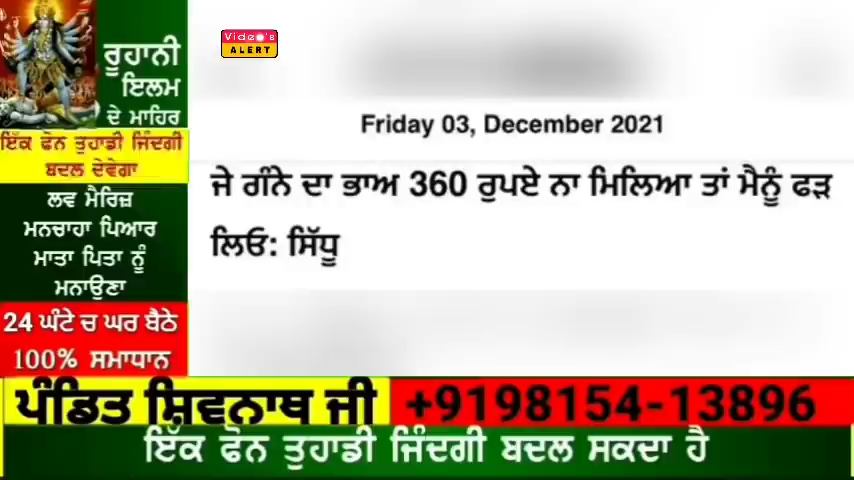 ਰੂਹਾਨੀ
ਇਲਮ
ਦੇ ਮਾਹਿਰ
ਇੱਕ ਫੋਨ ਤੁਹਾਡੀ ਜਿੰਦਗੀ
ਬਦਲ ਦੇਵੇਗਾ
ਲਵ ਮੈਰਿਜ਼
ਮਨਚਾਹਾ ਪਿਆਰ
ਮਾਤਾ ਪਿਤਾ ਨੂੰ
ਮਨਾਉਣਾ
24 ਘੰਟੇ ਚ ਘਰ ਬੈਠੇ
100% ਸਮਾਧਾਨ
Video's
ALERT
Friday 03, December 2021
ਜੇ ਗੰਨੇ ਦਾ ਭਾਅ 360 ਰੁਪਏ ਨਾ ਮਿਲਿਆ ਤਾਂ ਮੈਨੂੰ ਫੜ
ਲਿਓ: ਸਿੱਧੂ
ਪੰਡਿਤ ਸ਼ਿਵਨਾਥ ਜੀ +9198154-13896
ਇੱਕ ਫੋਨ ਤੁਹਾਡੀ ਜਿੰਦਗੀ ਬਦਲ ਸਕਦਾ ਹੈ